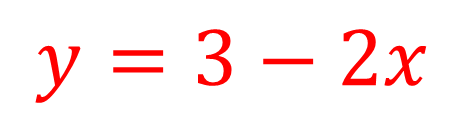 y = 3 − 2x